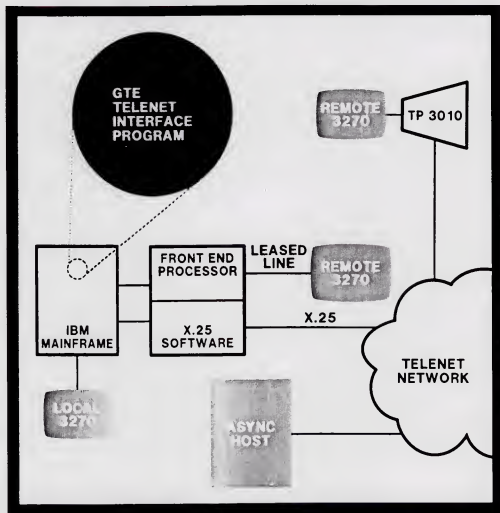 GTE
TELENET
INTERFACE
PROGRAM
REMOTE
3270
TP 3010
FRONT END
PROCESSOR
LEASED
LINE
REMOTE
3270
IBM
MAINFRAME
X.25
SOFTWARE
X.25
TELENET
NETWORK
LOCAL
3270
ASYNC
HOST